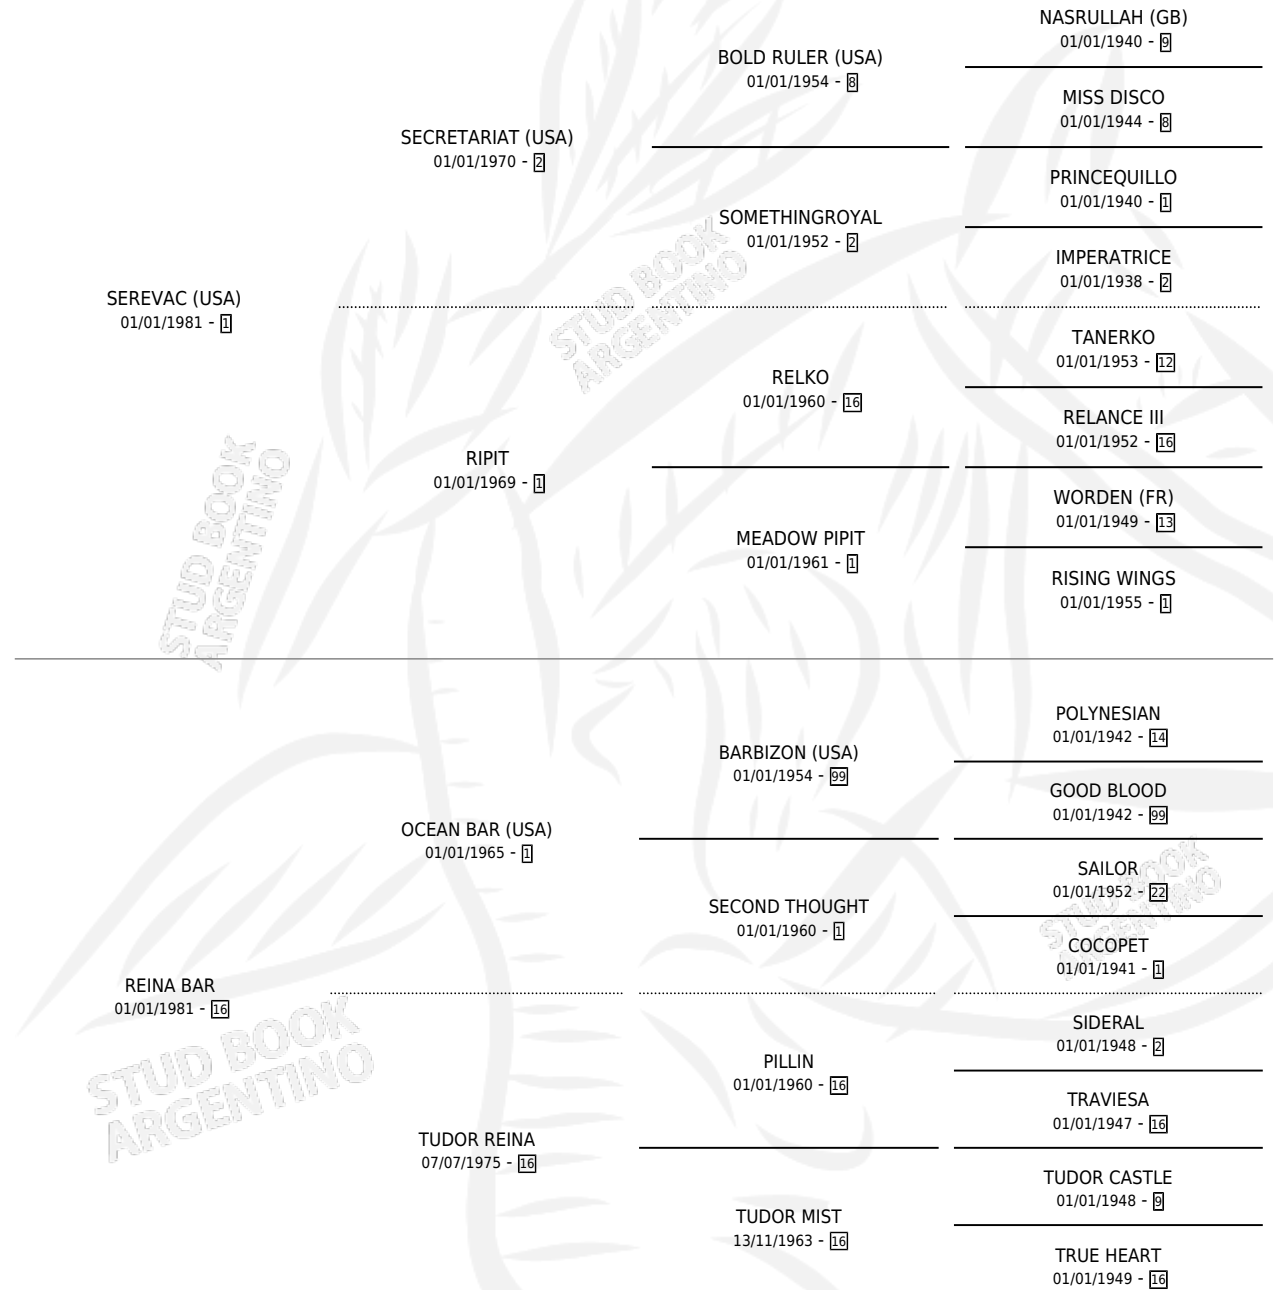 NASRULLAH (GB)
01/01/1940 - 9
BOLD RULER (USA)
01/01/1954 - 8
MISS DISCO
01/01/1944 - 8
SECRETARIAT (USA)
01/01/1970 - 2
PRINCEQUILLO
01/01/1940 - 1
SOMETHINGROYAL
01/01/1952 - 2
IMPERATRICE
01/01/1938 - 2
SEREVAC (USA)
01/01/1981 - 1
TANERKO
01/01/1953 - 12
RELKO
01/01/1960 - 16
RELANCE III
01/01/1952 - 16
RIPIT
01/01/1969 - 1
WORDEN (FR)
01/01/1949 - 13
MEADOW PIPIT
01/01/1961 - 1
RISING WINGS
01/01/1955 - 1
STUD BOOK
ARGENTINO
STUD BOOK
ARGENTINO
POLYNESIAN
01/01/1942 - 14
BARBIZON (USA)
01/01/1954 - 99
GOOD BLOOD
01/01/1942 - 99
OCEAN BAR (USA)
01/01/1965 - 1
SAILOR
01/01/1952 - 22
SECOND THOUGHT
01/01/1960 - 1
COCOPET
01/01/1941 - 1
STUD BOOK
ARGENTINO
REINA BAR
01/01/1981 - 16
SIDERAL
01/01/1948 - 2
PILLIN
01/01/1960 - 16
TRAVIESA
01/01/1947 - 16
TUDOR REINA
07/07/1975 - 16
TUDOR CASTLE
01/01/1948 - 9
TUDOR MIST
13/11/1963 - 16
TRUE HEART
01/01/1949 - 16
STUD BOOK
ARGENTINO